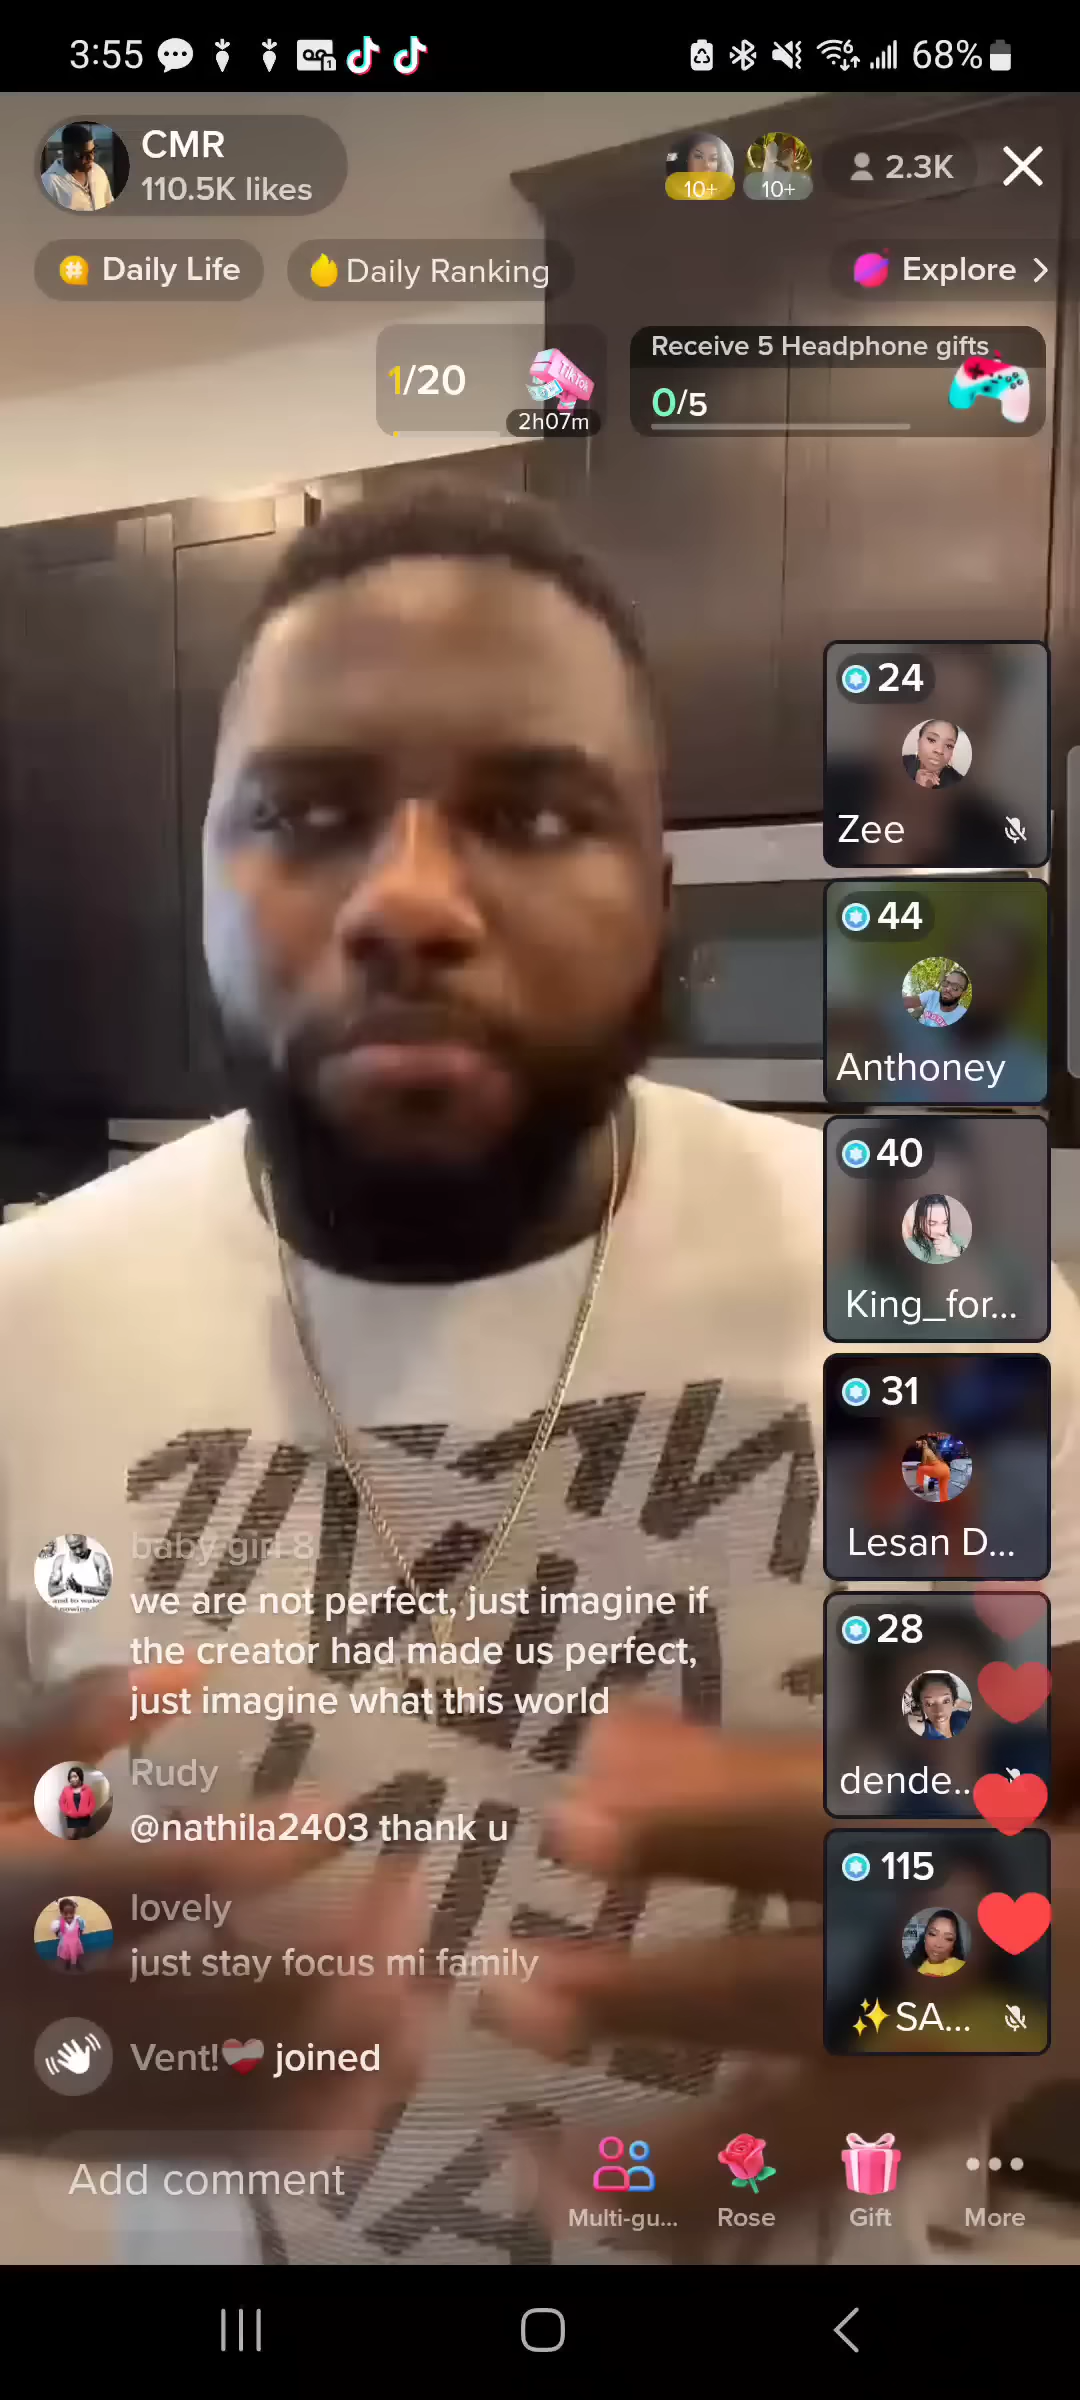 3:55
68%
CMR
110.5K likes
10+
10+
2.3K
Daily Life
Daily Ranking
Explore >
1/20
TikTok
2h07m
Receive 5 Headphone gifts
0/5
24
Zee
44
Anthoney
40
King_for...
31
Lesan D...
28
dende...
115
✨SA...
baby girl 8
we are not perfect, just imagine if
the creator had made us perfect,
just imagine what this world
Rudy
@nathila2403 thank u
lovely
just stay focus mi family
Vent! joined
Add comment
Multi-gu...
Rose
Gift
More